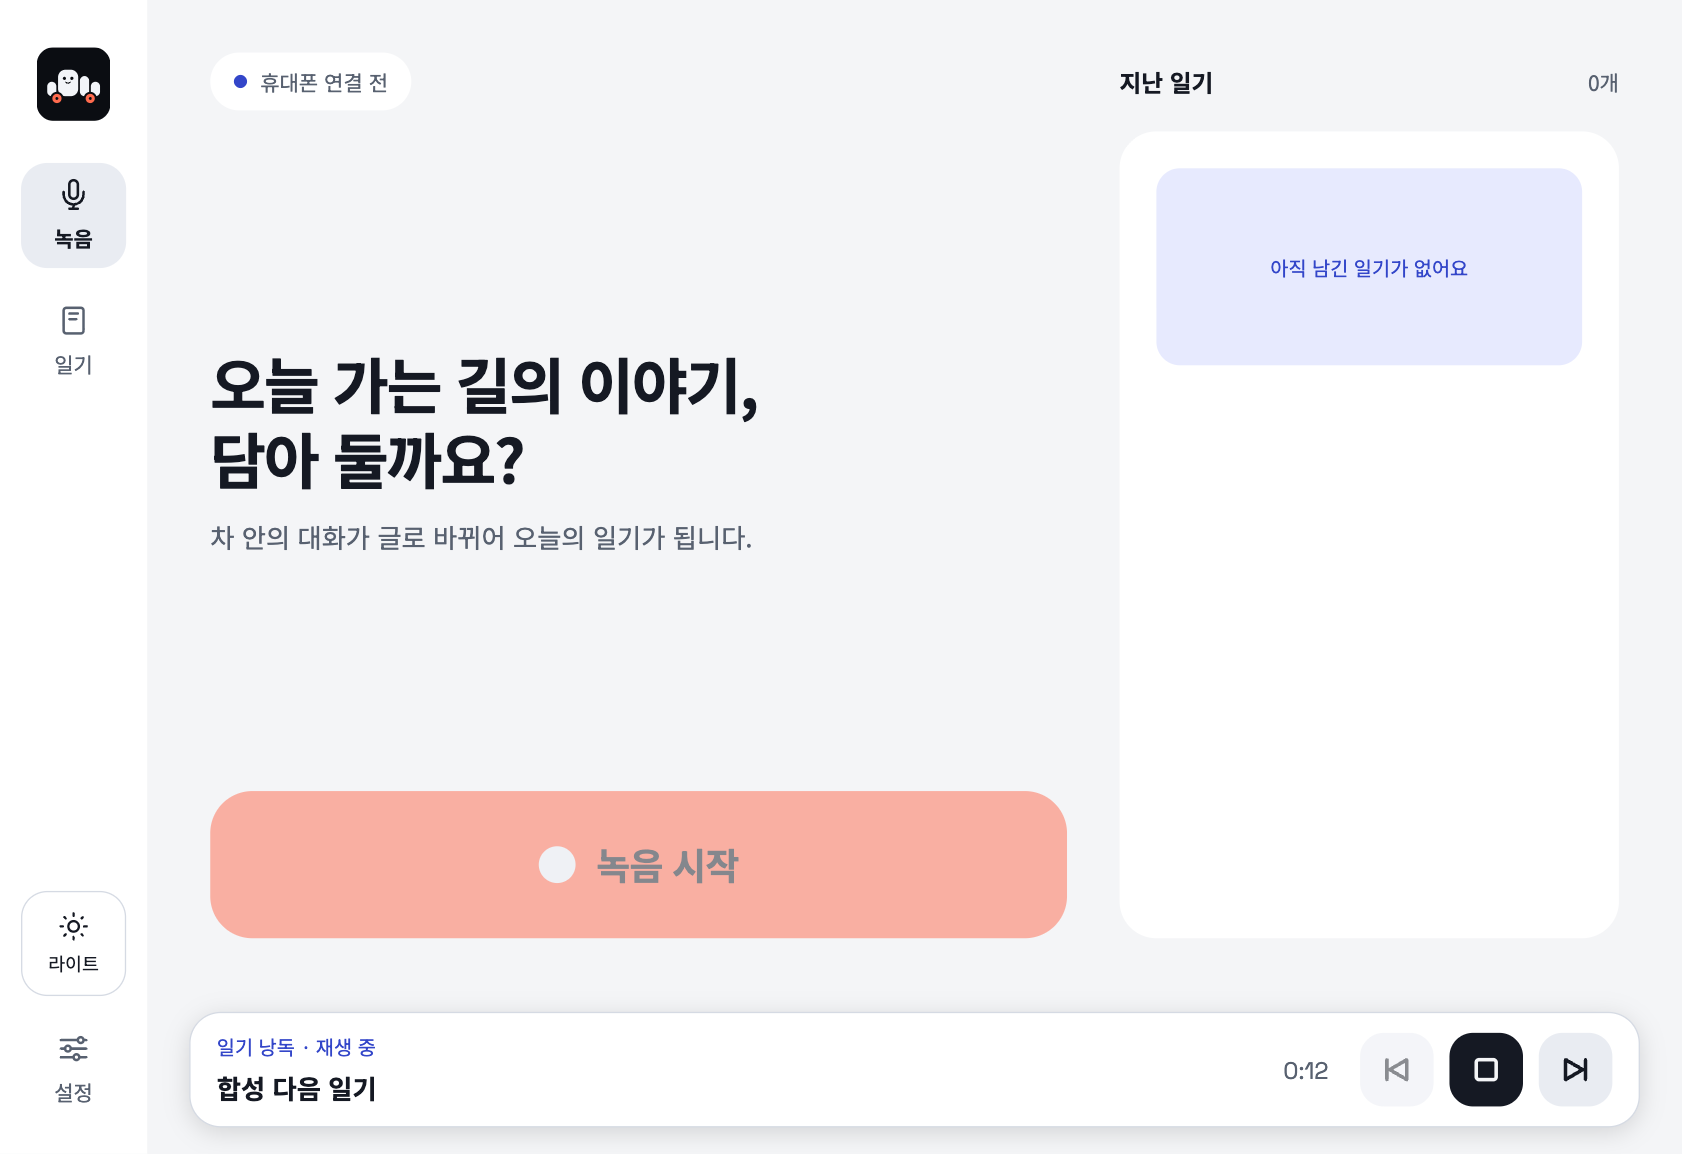 녹음
일기
라이트
설정
휴대폰 연결 전
오늘 가는 길의 이야기,
담아 둘까요?
차 안의 대화가 글로 바뀌어 오늘의 일기가 됩니다.
녹음 시작
지난 일기
0개
아직 남긴 일기가 없어요
일기 낭독 · 재생 중
합성 다음 일기
0:12